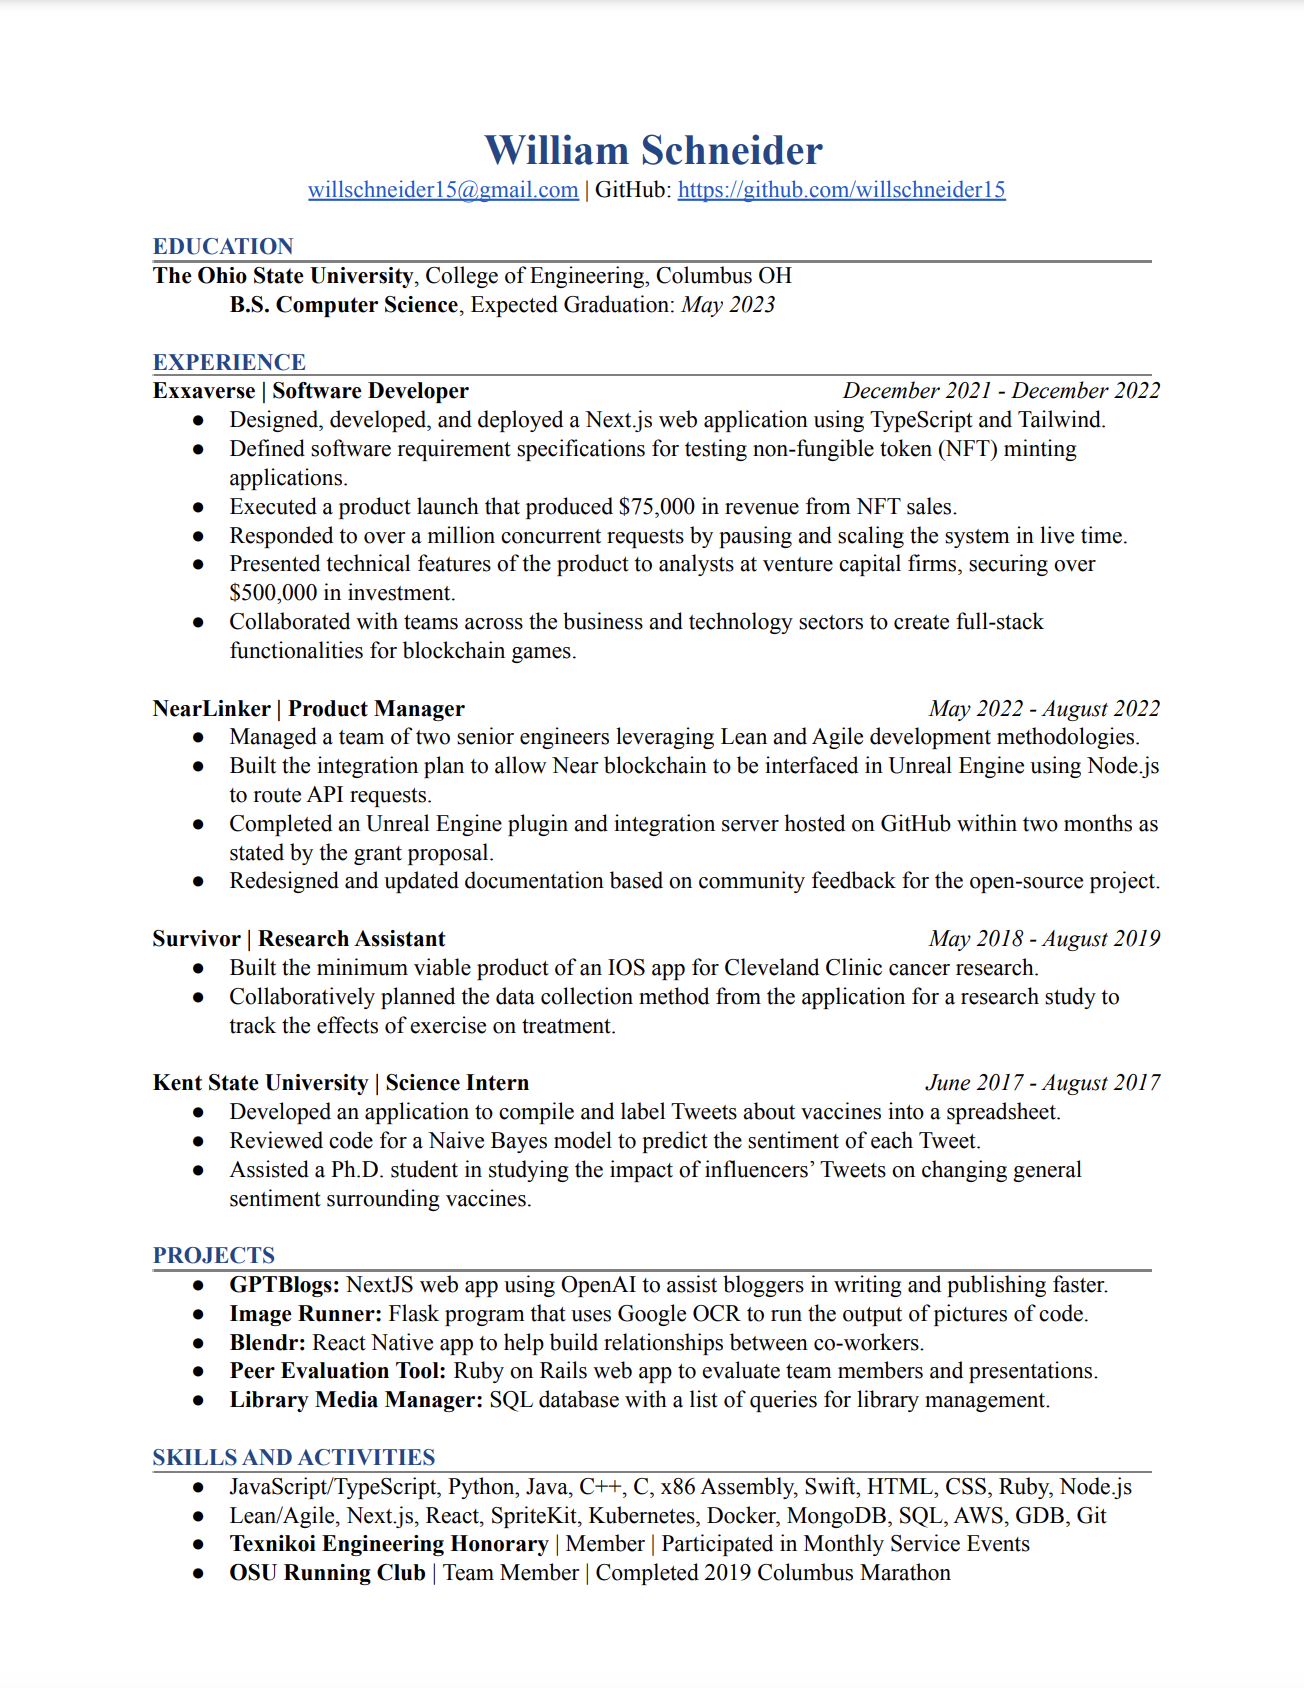 William Schneider
willschneider15@gmail.com | GitHub: https://github.com/willschneider15
EDUCATION
The Ohio State University, College of Engineering, Columbus OH
B.S. Computer Science, Expected Graduation: May 2023
EXPERIENCE
Exxaverse | Software Developer December 2021 - December 2022
● Designed, developed, and deployed a Next.js web application using TypeScript and Tailwind.
● Defined software requirement specifications for testing non-fungible token (NFT) minting
applications.
● Executed a product launch that produced $75,000 in revenue from NFT sales.
● Responded to over a million concurrent requests by pausing and scaling the system in live time.
● Presented technical features of the product to analysts at venture capital firms, securing over
$500,000 in investment.
● Collaborated with teams across the business and technology sectors to create full-stack
functionalities for blockchain games.
NearLinker | Product Manager May 2022 - August 2022
● Managed a team of two senior engineers leveraging Lean and Agile development methodologies.
● Built the integration plan to allow Near blockchain to be interfaced in Unreal Engine using Node.js
to route API requests.
● Completed an Unreal Engine plugin and integration server hosted on GitHub within two months as
stated by the grant proposal.
● Redesigned and updated documentation based on community feedback for the open-source project.
Survivor | Research Assistant May 2018 - August 2019
● Built the minimum viable product of an IOS app for Cleveland Clinic cancer research.
● Collaboratively planned the data collection method from the application for a research study to
track the effects of exercise on treatment.
Kent State University | Science Intern June 2017 - August 2017
● Developed an application to compile and label Tweets about vaccines into a spreadsheet.
● Reviewed code for a Naive Bayes model to predict the sentiment of each Tweet.
● Assisted a Ph.D. student in studying the impact of influencers’ Tweets on changing general
sentiment surrounding vaccines.
PROJECTS
● GPTBlogs: NextJS web app using OpenAI to assist bloggers in writing and publishing faster.
● Image Runner: Flask program that uses Google OCR to run the output of pictures of code.
● Blendr: React Native app to help build relationships between co-workers.
● Peer Evaluation Tool: Ruby on Rails web app to evaluate team members and presentations.
● Library Media Manager: SQL database with a list of queries for library management.
SKILLS AND ACTIVITIES
● JavaScript/TypeScript, Python, Java, C++, C, x86 Assembly, Swift, HTML, CSS, Ruby, Node.js
● Lean/Agile, Next.js, React, SpriteKit, Kubernetes, Docker, MongoDB, SQL, AWS, GDB, Git
● Texnikoi Engineering Honorary | Member | Participated in Monthly Service Events
● OSU Running Club | Team Member | Completed 2019 Columbus Marathon